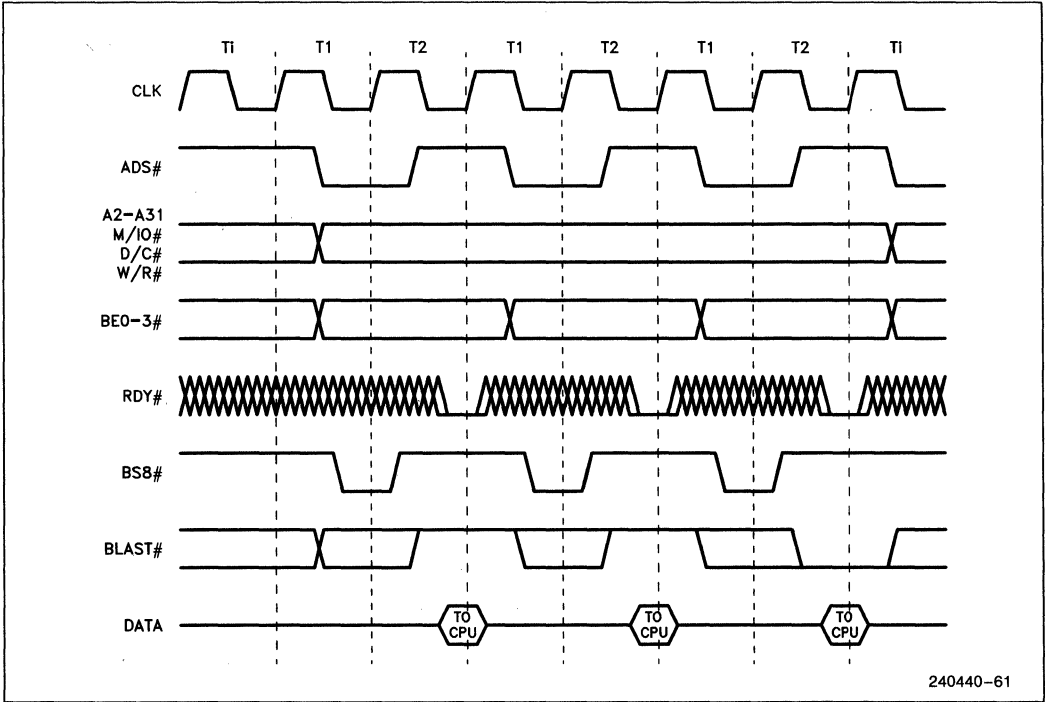 Ti T1 T2 T1 T2 T1 T2 Ti
CLK
ADS#
A2-A31
M/IO#
D/C#
W/R#
BE0-3#
RDY#
BS8#
BLAST#
DATA
TO CPU
TO CPU
TO CPU
240440-61